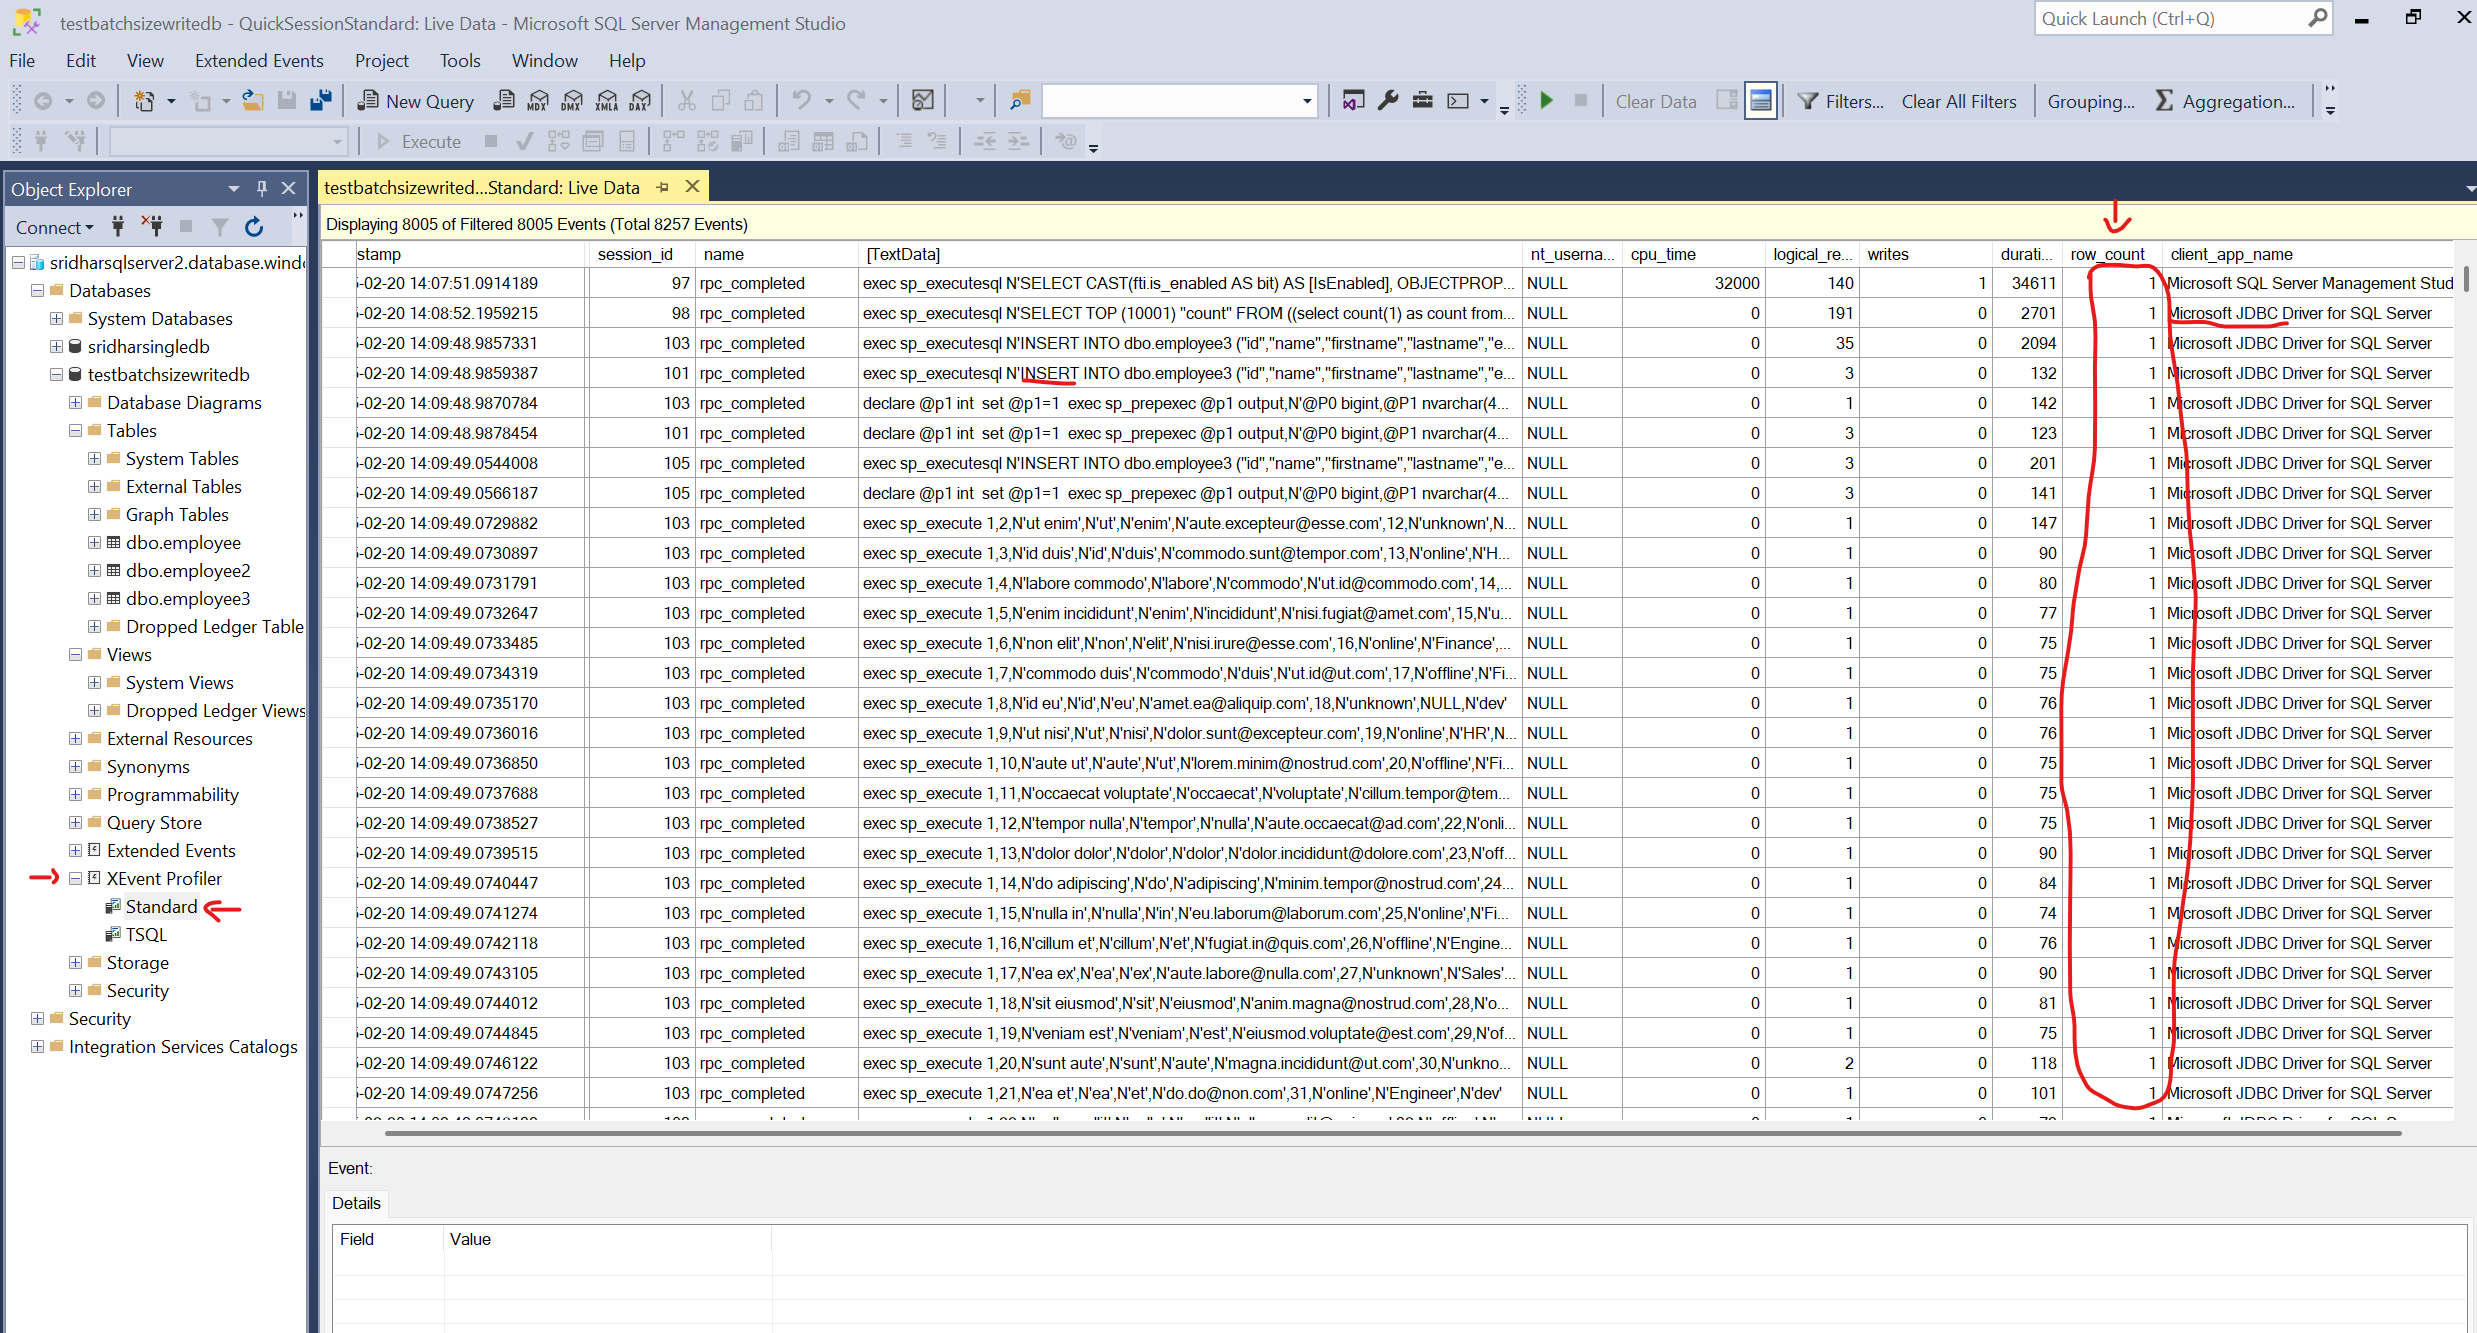 testbatchsizewritedb - QuickSessionStandard: Live Data - Microsoft SQL Server Management Studio
Quick Launch (Ctrl+Q)
File Edit View Extended Events Project Tools Window Help
New Query MDX DMX XMLA DAX Clear Data Filters... Clear All Filters Grouping... Aggregation...
Execute
Object Explorer
Connect
sridharsqlserver2.database.wind
Databases
System Databases
sridharsingledb
testbatchsizewritedb
Database Diagrams
Tables
System Tables
External Tables
Graph Tables
dbo.employee
dbo.employee2
dbo.employee3
Dropped Ledger Table
Views
System Views
Dropped Ledger Views
External Resources
Synonyms
Programmability
Query Store
Extended Events
XEvent Profiler
Standard
TSQL
Storage
Security
Security
Integration Services Catalogs
testbatchsizewrited...Standard: Live Data
Displaying 8005 of Filtered 8005 Events (Total 8257 Events)
stamp session_id name [TextData] nt_userna... cpu_time logical_re... writes durati... row_count client_app_name
-02-20 14:07:51.0914189 97 rpc_completed exec sp_executesql N'SELECT CAST(fti.is_enabled AS bit) AS [IsEnabled], OBJECTPROP... NULL 32000 140 1 34611 1 Microsoft SQL Server Management Stud
-02-20 14:08:52.1959215 98 rpc_completed exec sp_executesql N'SELECT TOP (10001) "count" FROM ((select count(1) as count from... NULL 0 191 0 2701 1 Microsoft JDBC Driver for SQL Server
-02-20 14:09:48.9857331 103 rpc_completed exec sp_executesql N'INSERT INTO dbo.employee3 ("id","name","firstname","lastname","e... NULL 0 35 0 2094 1 Microsoft JDBC Driver for SQL Server
-02-20 14:09:48.9859387 101 rpc_completed exec sp_executesql N'INSERT INTO dbo.employee3 ("id","name","firstname","lastname","e... NULL 0 3 0 132 1 Microsoft JDBC Driver for SQL Server
-02-20 14:09:48.9870784 103 rpc_completed declare @p1 int set @p1=1 exec sp_prepexec @p1 output,N'@P0 bigint,@P1 nvarchar(4... NULL 0 1 0 142 1 Microsoft JDBC Driver for SQL Server
-02-20 14:09:48.9878454 101 rpc_completed declare @p1 int set @p1=1 exec sp_prepexec @p1 output,N'@P0 bigint,@P1 nvarchar(4... NULL 0 3 0 123 1 Microsoft JDBC Driver for SQL Server
-02-20 14:09:49.0544008 105 rpc_completed exec sp_executesql N'INSERT INTO dbo.employee3 ("id","name","firstname","lastname","e... NULL 0 3 0 201 1 Microsoft JDBC Driver for SQL Server
-02-20 14:09:49.0566187 105 rpc_completed declare @p1 int set @p1=1 exec sp_prepexec @p1 output,N'@P0 bigint,@P1 nvarchar(4... NULL 0 3 0 141 1 Microsoft JDBC Driver for SQL Server
-02-20 14:09:49.0729882 103 rpc_completed exec sp_execute 1,2,N'ut enim',N'ut',N'enim',N'aute.excepteur@esse.com',12,N'unknown',N... NULL 0 1 0 147 1 Microsoft JDBC Driver for SQL Server
-02-20 14:09:49.0730897 103 rpc_completed exec sp_execute 1,3,N'id duis',N'id',N'duis',N'commodo.sunt@tempor.com',13,N'online',N'H... NULL 0 1 0 90 1 Microsoft JDBC Driver for SQL Server
-02-20 14:09:49.0731791 103 rpc_completed exec sp_execute 1,4,N'labore commodo',N'labore',N'commodo',N'ut.id@commodo.com',14,... NULL 0 1 0 80 1 Microsoft JDBC Driver for SQL Server
-02-20 14:09:49.0732647 103 rpc_completed exec sp_execute 1,5,N'enim incididunt',N'enim',N'incididunt',N'nisi.fugiat@amet.com',15,N'u... NULL 0 1 0 77 1 Microsoft JDBC Driver for SQL Server
-02-20 14:09:49.0733485 103 rpc_completed exec sp_execute 1,6,N'non elit',N'non',N'elit',N'nisi.irure@esse.com',16,N'online',N'Finance',... NULL 0 1 0 75 1 Microsoft JDBC Driver for SQL Server
-02-20 14:09:49.0734319 103 rpc_completed exec sp_execute 1,7,N'commodo duis',N'commodo',N'duis',N'ut.id@ut.com',17,N'offline',N'Fi... NULL 0 1 0 75 1 Microsoft JDBC Driver for SQL Server
-02-20 14:09:49.0735170 103 rpc_completed exec sp_execute 1,8,N'id eu',N'id',N'eu',N'amet.ea@aliquip.com',18,N'unknown',NULL,N'dev' NULL 0 1 0 76 1 Microsoft JDBC Driver for SQL Server
-02-20 14:09:49.0736016 103 rpc_completed exec sp_execute 1,9,N'ut nisi',N'ut',N'nisi',N'dolor.sunt@excepteur.com',19,N'online',N'HR',N... NULL 0 1 0 76 1 Microsoft JDBC Driver for SQL Server
-02-20 14:09:49.0736850 103 rpc_completed exec sp_execute 1,10,N'aute ut',N'aute',N'ut',N'lorem.minim@nostrud.com',20,N'offline',N'Fi... NULL 0 1 0 75 1 Microsoft JDBC Driver for SQL Server
-02-20 14:09:49.0737688 103 rpc_completed exec sp_execute 1,11,N'occaecat voluptate',N'occaecat',N'voluptate',N'cillum.tempor@tem... NULL 0 1 0 75 1 Microsoft JDBC Driver for SQL Server
-02-20 14:09:49.0738527 103 rpc_completed exec sp_execute 1,12,N'tempor nulla',N'tempor',N'nulla',N'aute.occaecat@ad.com',22,N'onli... NULL 0 1 0 75 1 Microsoft JDBC Driver for SQL Server
-02-20 14:09:49.0739515 103 rpc_completed exec sp_execute 1,13,N'dolor dolor',N'dolor',N'dolor',N'dolor.incididunt@dolore.com',23,N'off... NULL 0 1 0 90 1 Microsoft JDBC Driver for SQL Server
-02-20 14:09:49.0740447 103 rpc_completed exec sp_execute 1,14,N'do adipiscing',N'do',N'adipiscing',N'minim.tempor@nostrud.com',24... NULL 0 1 0 84 1 Microsoft JDBC Driver for SQL Server
-02-20 14:09:49.0741274 103 rpc_completed exec sp_execute 1,15,N'nulla in',N'nulla',N'in',N'eu.laborum@laborum.com',25,N'online',N'Fi... NULL 0 1 0 74 1 Microsoft JDBC Driver for SQL Server
-02-20 14:09:49.0742118 103 rpc_completed exec sp_execute 1,16,N'cillum et',N'cillum',N'et',N'fugiat.in@quis.com',26,N'offline',N'Engine... NULL 0 1 0 76 1 Microsoft JDBC Driver for SQL Server
-02-20 14:09:49.0743105 103 rpc_completed exec sp_execute 1,17,N'ea ex',N'ea',N'ex',N'aute.labore@nulla.com',27,N'unknown',N'Sales'... NULL 0 1 0 90 1 Microsoft JDBC Driver for SQL Server
-02-20 14:09:49.0744012 103 rpc_completed exec sp_execute 1,18,N'sit eiusmod',N'sit',N'eiusmod',N'anim.magna@nostrud.com',28,N'o... NULL 0 1 0 81 1 Microsoft JDBC Driver for SQL Server
-02-20 14:09:49.0744845 103 rpc_completed exec sp_execute 1,19,N'veniam est',N'veniam',N'est',N'eiusmod.voluptate@est.com',29,N'of... NULL 0 1 0 75 1 Microsoft JDBC Driver for SQL Server
-02-20 14:09:49.0746122 103 rpc_completed exec sp_execute 1,20,N'sunt aute',N'sunt',N'aute',N'magna.incididunt@ut.com',30,N'unkno... NULL 0 2 0 118 1 Microsoft JDBC Driver for SQL Server
-02-20 14:09:49.0747256 103 rpc_completed exec sp_execute 1,21,N'ea et',N'ea',N'et',N'do.do@non.com',31,N'online',N'Engineer',N'dev' NULL 0 1 0 101 1 Microsoft JDBC Driver for SQL Server
Event:
Details
Field Value